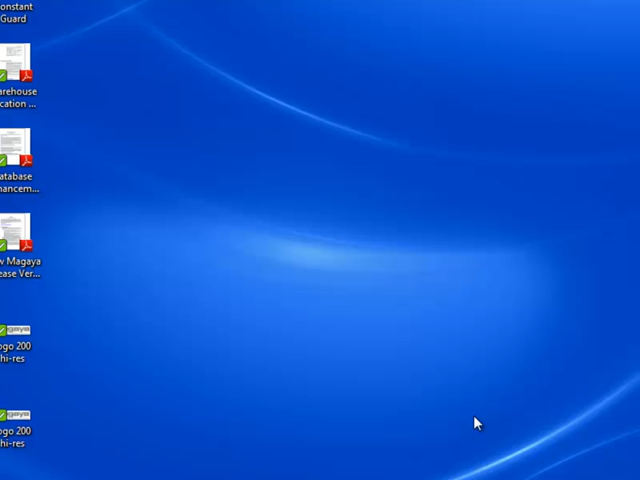 onstant
Guard
arehouse
cation ...
atabase
hancem...
w Magaya
ease Ver...
ogo 200
hi-res
ogo 200
hi-res